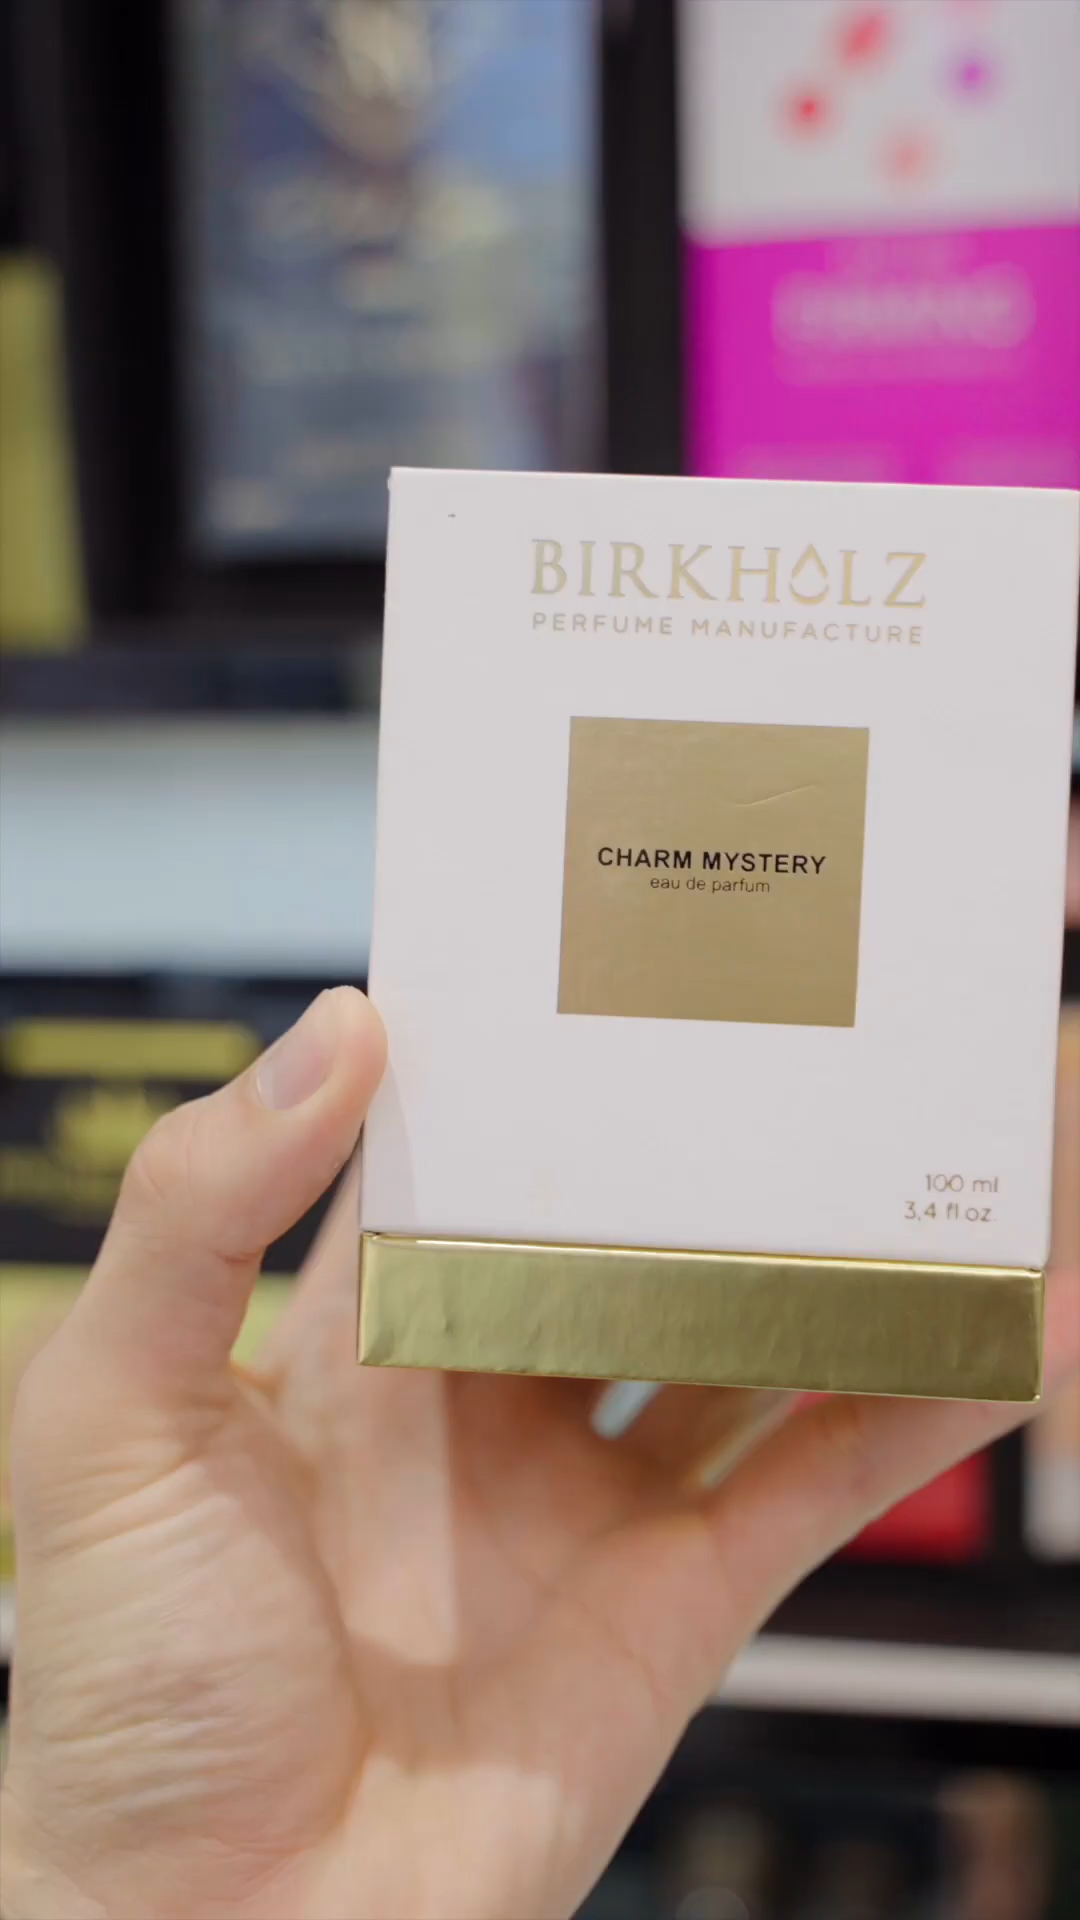 BIRKHOLZ
PERFUME MANUFACTURE
CHARM MYSTERY
eau de parfum
100 ml
3,4 fl oz.